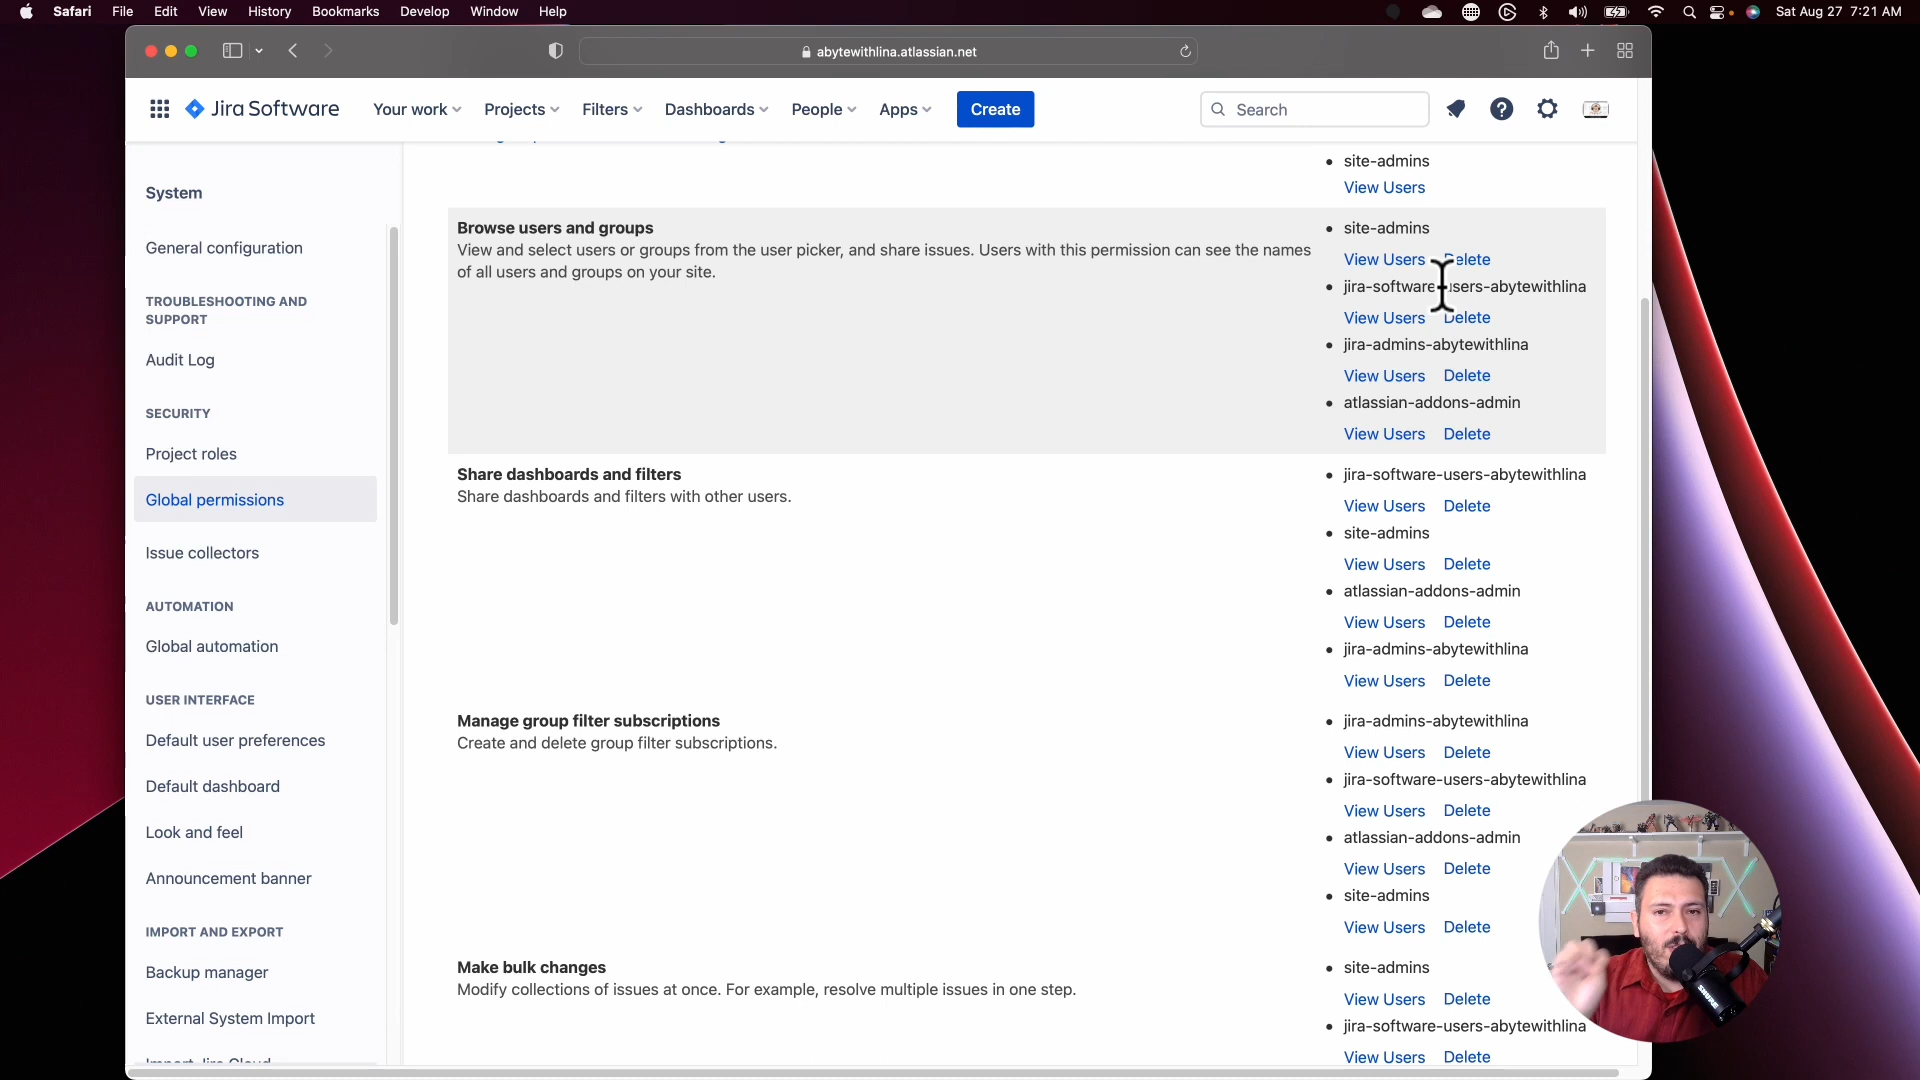 Safari File Edit View History Bookmarks Develop Window Help
Sat Aug 27 7:21 AM
abytewithlina.atlassian.net
Jira Software Your work Projects Filters Dashboards People Apps Create
Search
System
General configuration
TROUBLESHOOTING AND
SUPPORT
Audit Log
SECURITY
Project roles
Global permissions
Issue collectors
AUTOMATION
Global automation
USER INTERFACE
Default user preferences
Default dashboard
Look and feel
Announcement banner
IMPORT AND EXPORT
Backup manager
External System Import
Import Jira Cloud
site-admins
View Users
Browse users and groups
View and select users or groups from the user picker, and share issues. Users with this permission can see the names
of all users and groups on your site.
site-admins
View Users Delete
jira-software-users-abytewithlina
View Users Delete
jira-admins-abytewithlina
View Users Delete
atlassian-addons-admin
View Users Delete
Share dashboards and filters
Share dashboards and filters with other users.
jira-software-users-abytewithlina
View Users Delete
site-admins
View Users Delete
atlassian-addons-admin
View Users Delete
jira-admins-abytewithlina
View Users Delete
Manage group filter subscriptions
Create and delete group filter subscriptions.
jira-admins-abytewithlina
View Users Delete
jira-software-users-abytewithlina
View Users Delete
atlassian-addons-admin
View Users Delete
site-admins
View Users Delete
Make bulk changes
Modify collections of issues at once. For example, resolve multiple issues in one step.
site-admins
View Users Delete
jira-software-users-abytewithlina
View Users Delete
SHURE